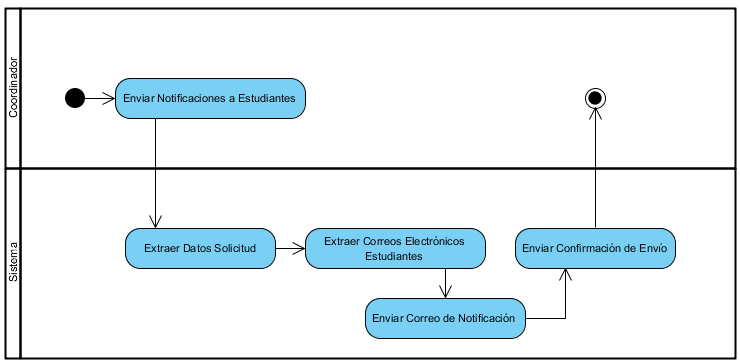 Coordinador
Enviar Notificaciones a Estudiantes
Sistema
Extraer Datos Solicitud
Extraer Correos Electrónicos
Estudiantes
Enviar Confirmación de Envío
Enviar Correo de Notificación